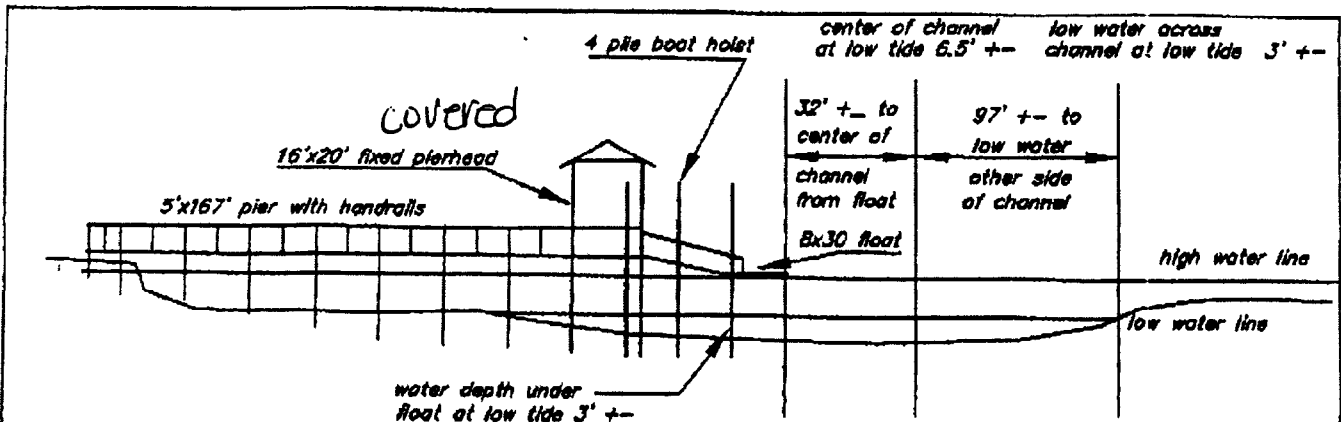 center of channel
at low tide 6.5' +-
low water across
channel at low tide 3' +-
4 pile boat hoist
covered
16'x20' fixed pierhead
5'x167' pier with handrails
32' +- to
center of
channel
from float
97' +- to
low water
other side
of channel
8x30 float
high water line
low water line
water depth under
float at low tide 3' +-